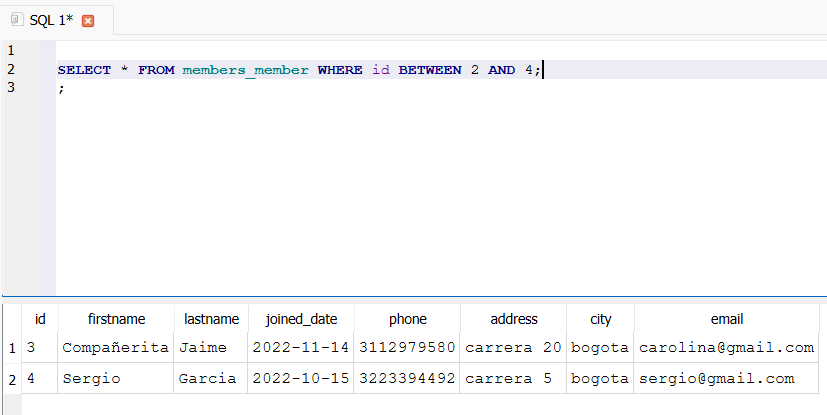 SQL 1*
1
2 SELECT * FROM members_member WHERE id BETWEEN 2 AND 4;
3 ;
id firstname lastname joined_date phone address city email
1 3 Compañerita Jaime 2022-11-14 3112979580 carrera 20 bogota carolina@gmail.com
2 4 Sergio Garcia 2022-10-15 3223394492 carrera 5 bogota sergio@gmail.com